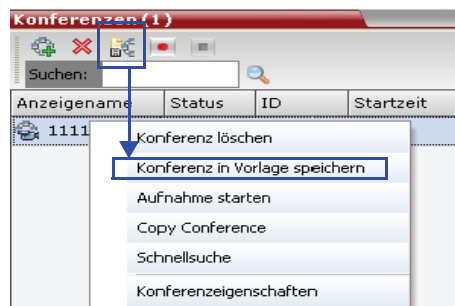 Konferenzen (1)
Suchen:
Anzeigename Status ID Startzeit
1111
Konferenz löschen
Konferenz in Vorlage speichern
Aufnahme starten
Copy Conference
Schnellsuche
Konferenzeigenschaften